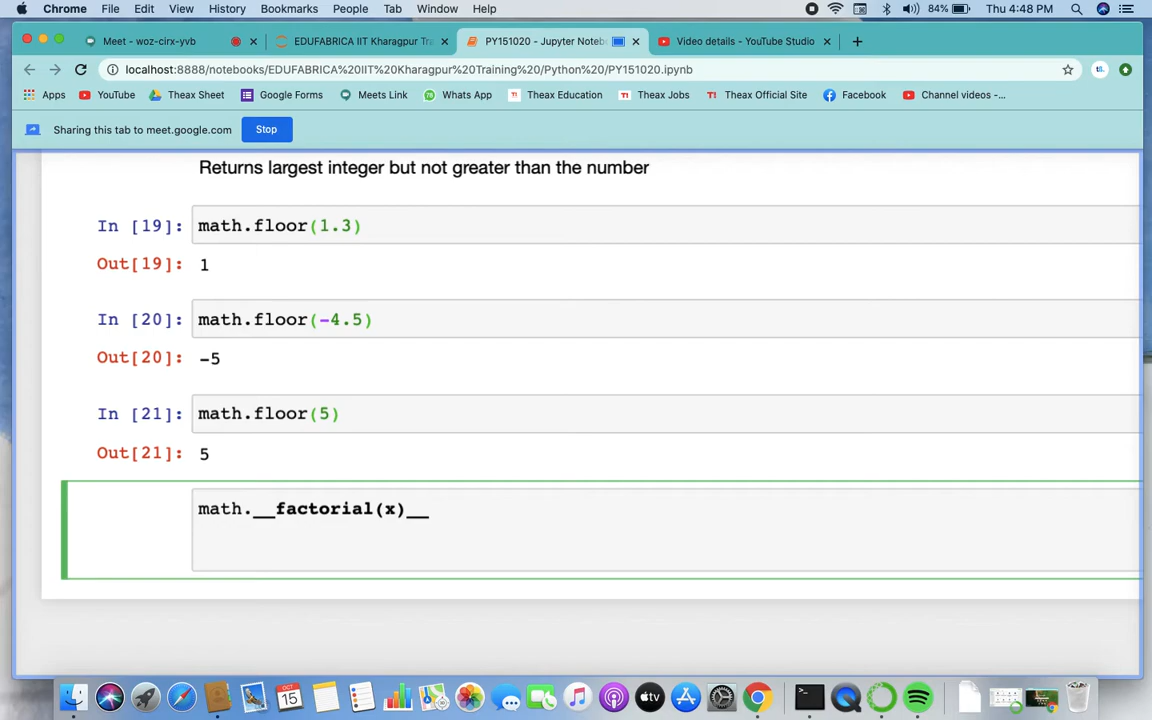 Chrome File Edit View History Bookmarks People Tab Window Help 84% Thu 4:48 PM
Meet - woz-cirx-yvb EDUFABRICA IIT Kharagpur Tra PY151020 - Jupyter Noteb Video details - YouTube Studio
localhost:8888/notebooks/EDUFABRICA%20IIT%20Kharagpur%20Training%20/Python%20/PY151020.ipynb
Apps YouTube Theax Sheet Google Forms Meets Link Whats App Theax Education Theax Jobs Theax Official Site Facebook Channel videos -...
Sharing this tab to meet.google.com Stop
Returns largest integer but not greater than the number
In [19]: math.floor(1.3)
Out[19]: 1
In [20]: math.floor(-4.5)
Out[20]: -5
In [21]: math.floor(5)
Out[21]: 5
math.__factorial(x)__